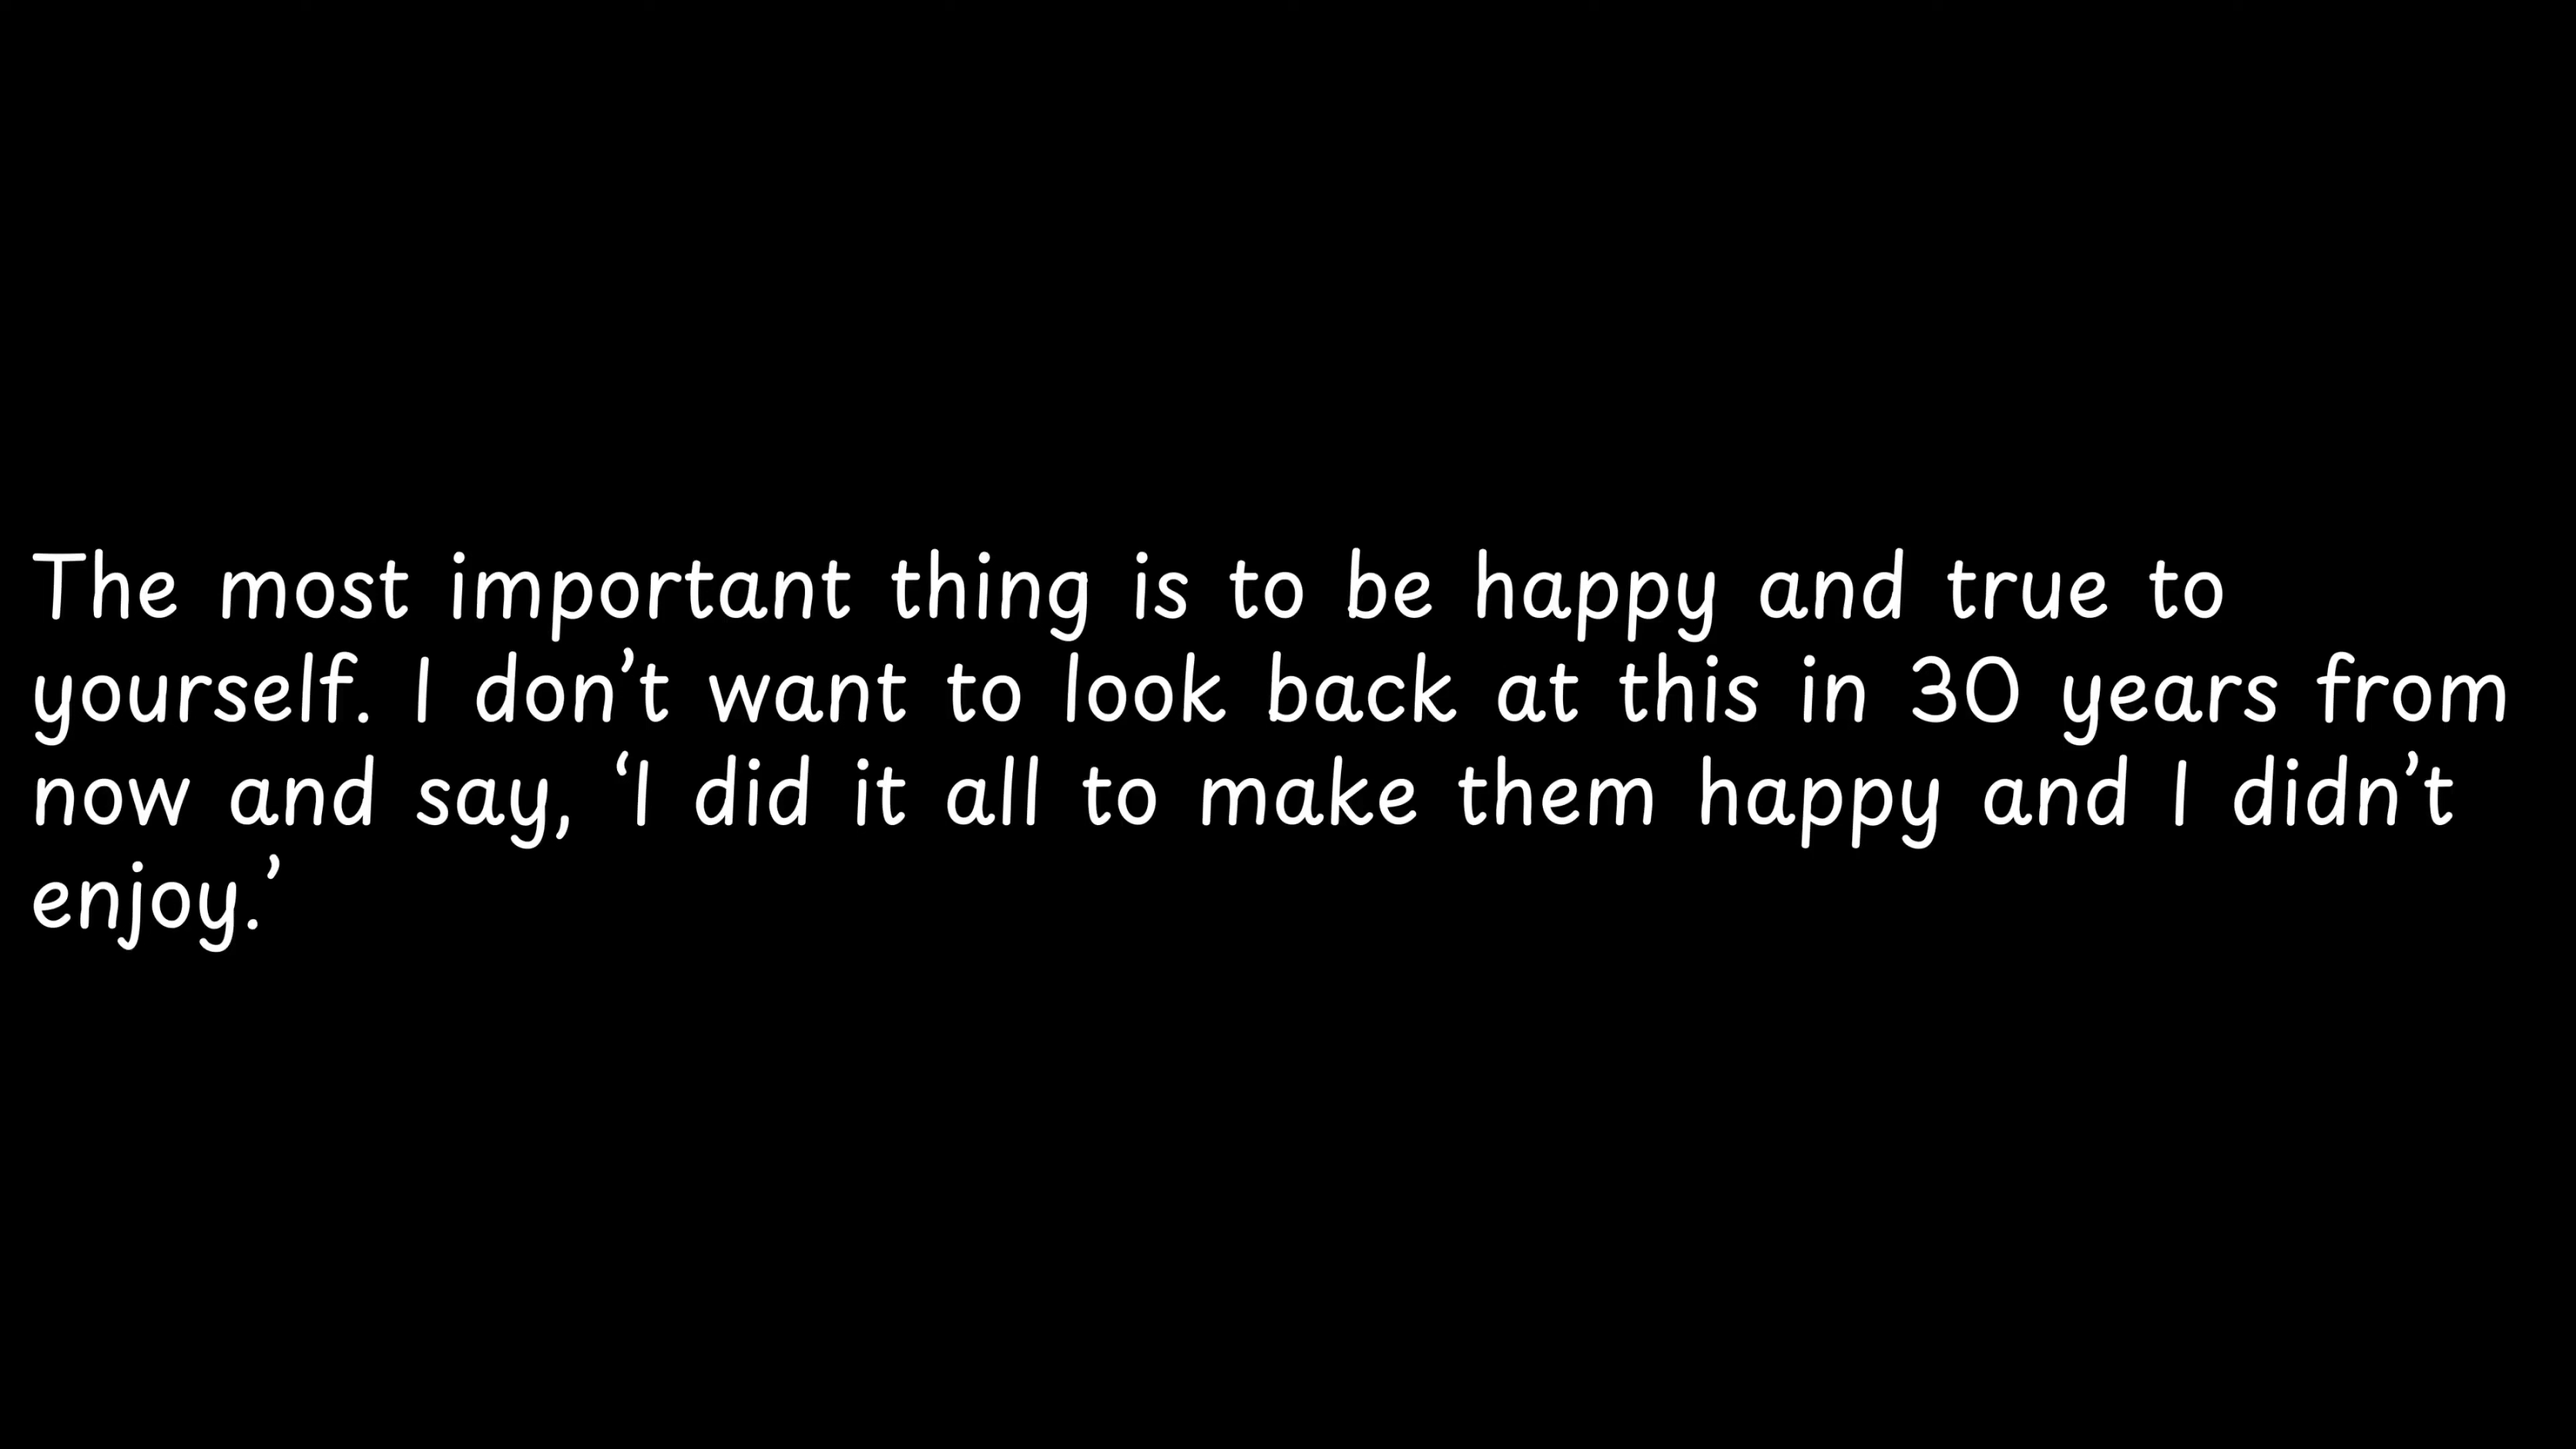 The most important thing is to be happy and true to
yourself. I don’t want to look back at this in 30 years from
now and say, ‘I did it all to make them happy and I didn’t
enjoy.’